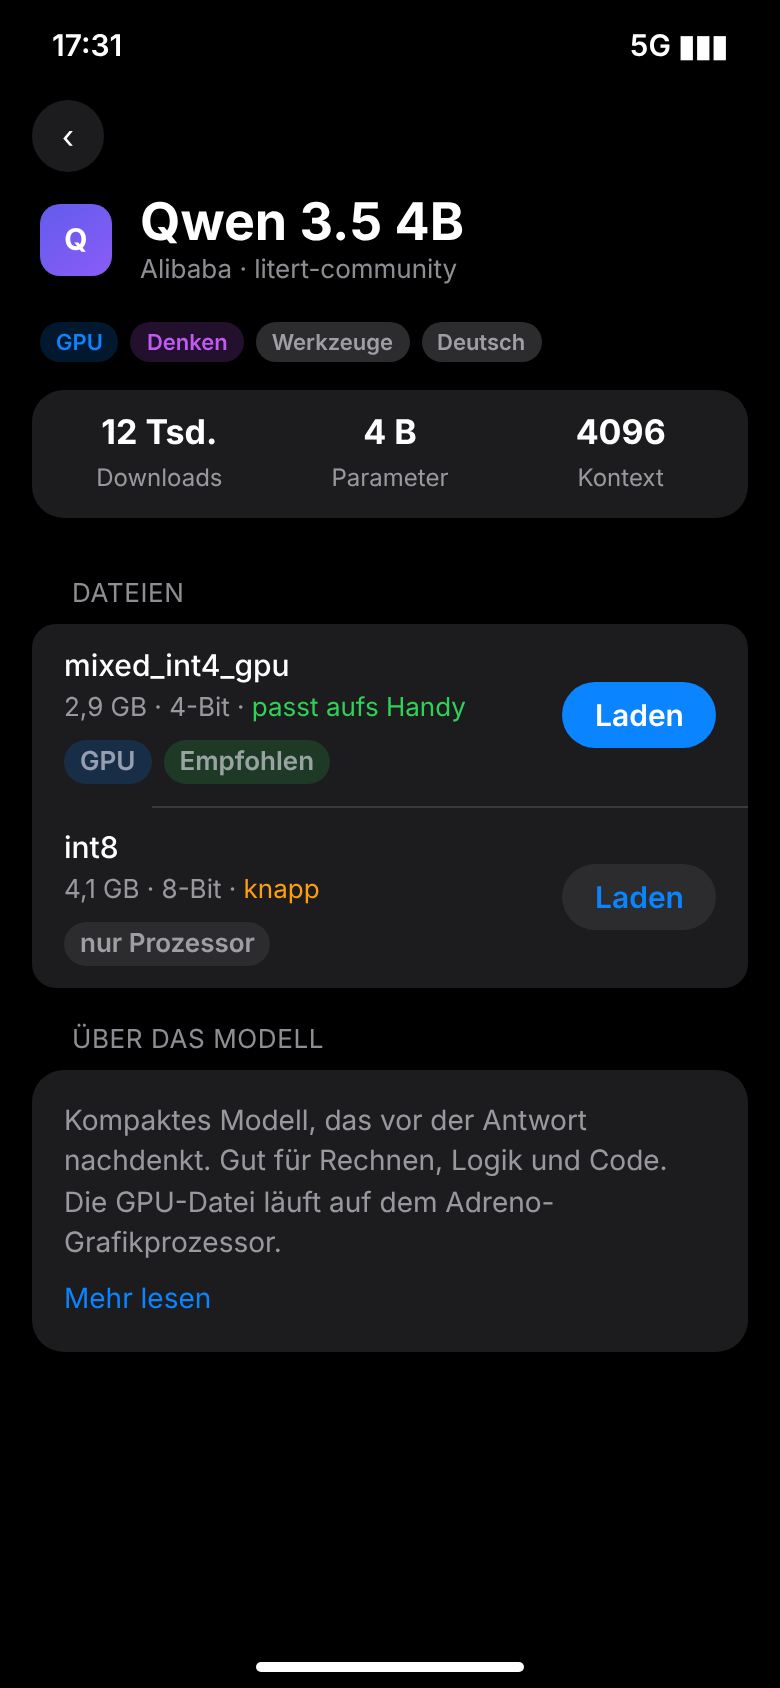 17:31
5G
‹
Q
Qwen 3.5 4B
Alibaba · litert-community
GPU
Denken
Werkzeuge
Deutsch
12 Tsd.
4 B
4096
Downloads
Parameter
Kontext
DATEIEN
mixed_int4_gpu
2,9 GB · 4-Bit · passt aufs Handy
Laden
GPU
Empfohlen
int8
4,1 GB · 8-Bit · knapp
Laden
nur Prozessor
ÜBER DAS MODELL
Kompaktes Modell, das vor der Antwort
nachdenkt. Gut für Rechnen, Logik und Code.
Die GPU-Datei läuft auf dem Adreno-
Grafikprozessor.
Mehr lesen